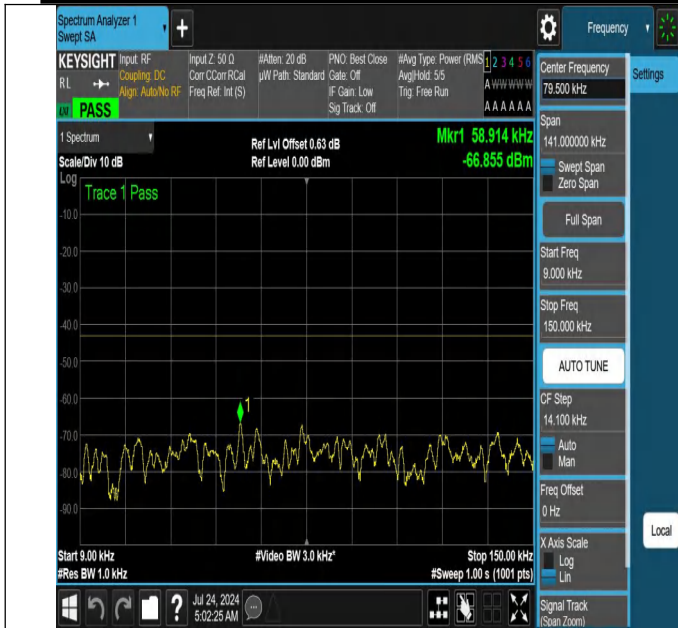 Spectrum Analyzer 1
Swept SA
+
Frequency
KEYSIGHT
RL
PASS
Input: RF
Coupling: DC
Align: Auto/No RF
Input Z: 50 Ω
Corr CCorr RCal
Freq Ref: Int (S)
#Atten: 20 dB
µW Path: Standard
PNO: Best Close
Gate: Off
IF Gain: Low
Sig Track: Off
#Avg Type: Power (RMS
Avg|Hold: 5/5
Trig: Free Run
1 2 3 4 5 6
A W W W W W
A A A A A A
Center Frequency
79.500 kHz
Settings
1 Spectrum
Scale/Div 10 dB
Ref Lvl Offset 0.63 dB
Ref Level 0.00 dBm
Mkr1 58.914 kHz
-66.855 dBm
Log
Trace 1 Pass
-10.0
-20.0
-30.0
-40.0
-50.0
-60.0
-70.0
-80.0
-90.0
1
Start 9.00 kHz
#Res BW 1.0 kHz
#Video BW 3.0 kHz*
Stop 150.00 kHz
#Sweep 1.00 s (1001 pts)
Span
141.000000 kHz
Swept Span
Zero Span
Full Span
Start Freq
9.000 kHz
Stop Freq
150.000 kHz
AUTO TUNE
CF Step
14.100 kHz
Auto
Man
Freq Offset
0 Hz
X Axis Scale
Log
Lin
Signal Track
(Span Zoom)
Local
?
Jul 24, 2024
5:02:25 AM